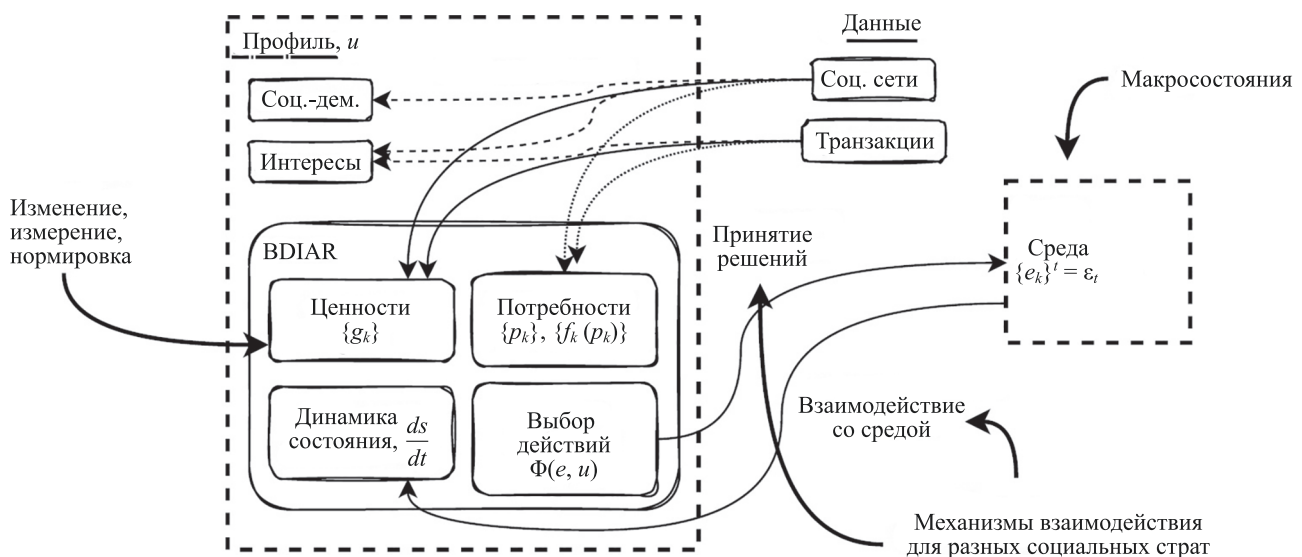 Профиль, u
Данные
Соц.-дем.
Соц. сети
Макросостояния
Интересы
Транзакции
Изменение,
измерение,
нормировка
BDIAR
Ценности
{g_k}
Потребности
{p_k}, {f_k (p_k)}
Принятие
решений
Среда
{e_k}^t = ε_t
Динамика
состояния, ds/dt
Выбор
действий
Φ(e, u)
Взаимодействие
со средой
Механизмы взаимодействия
для разных социальных страт